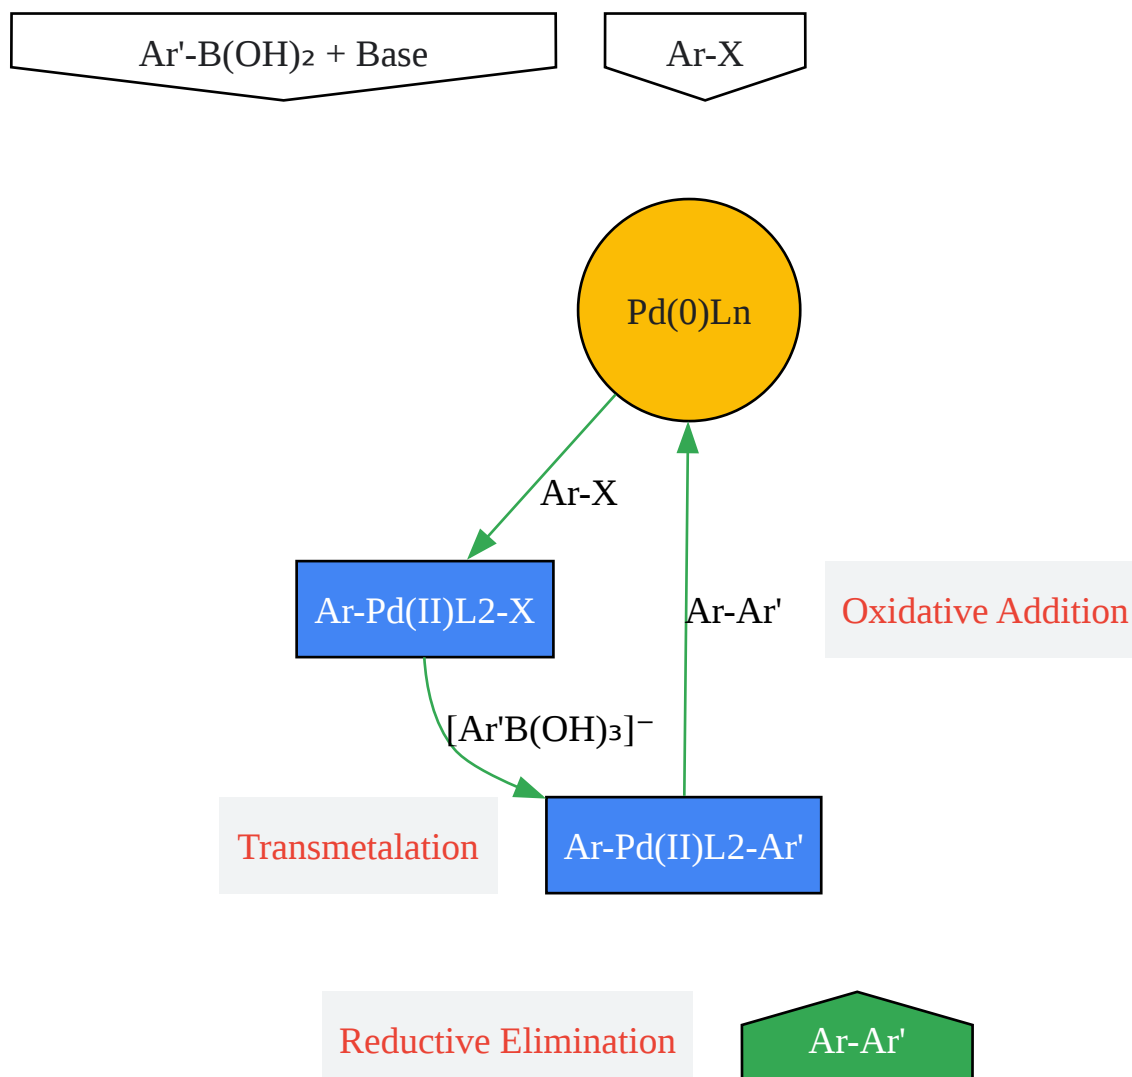 Ar'-B(OH)₂ + Base
Ar-X
Pd(0)Ln
Ar-X
Ar-Pd(II)L2-X
Ar-Ar'
Oxidative Addition
[Ar'B(OH)₃]⁻
Transmetalation
Ar-Pd(II)L2-Ar'
Reductive Elimination
Ar-Ar'